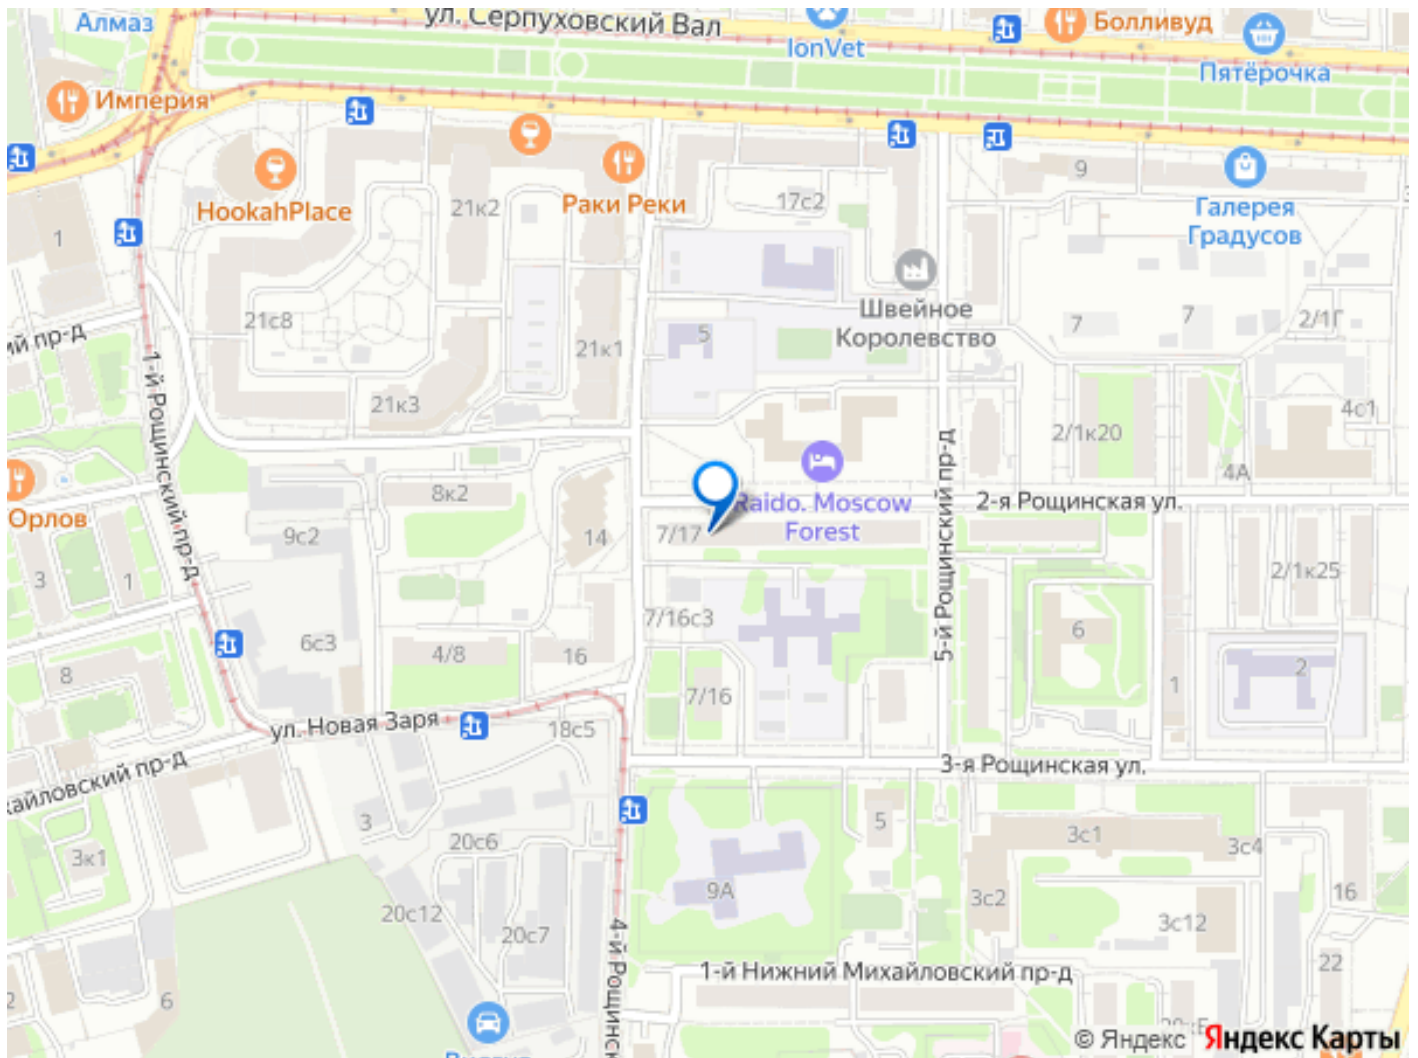 Алмаз
ул. Серпуховский Вал
IonVet
Болливуд
Пятёрочка
Империя
HookahPlace
21к2
Раки Реки
17с2
9
Галерея
Градусов
1
Швейное
Королевство
21с8
5
7
7
2/1Г
ий пр-д
21к1
21к3
4с1
1-й Рощинский пр-д
2/1к20
4А
8к2
Raido. Moscow
Forest
2-я Рощинская ул.
Орлов
9с2
14
7/17
3
1
2/1к25
5-й Рощинский пр-д
7/16с3
6
6с3
4/8
16
8
2
7/16
1
ул. Новая Заря
18с5
хайловский пр-д
3-я Рощинская ул.
3
5
20с6
3с1
3с4
3к1
9А
16
20с12
3с2
20с7
3с12
4-й Рощинск
1-й Нижний Михайловский пр-д
22
2
6
© Яндекс Яндекс Карты